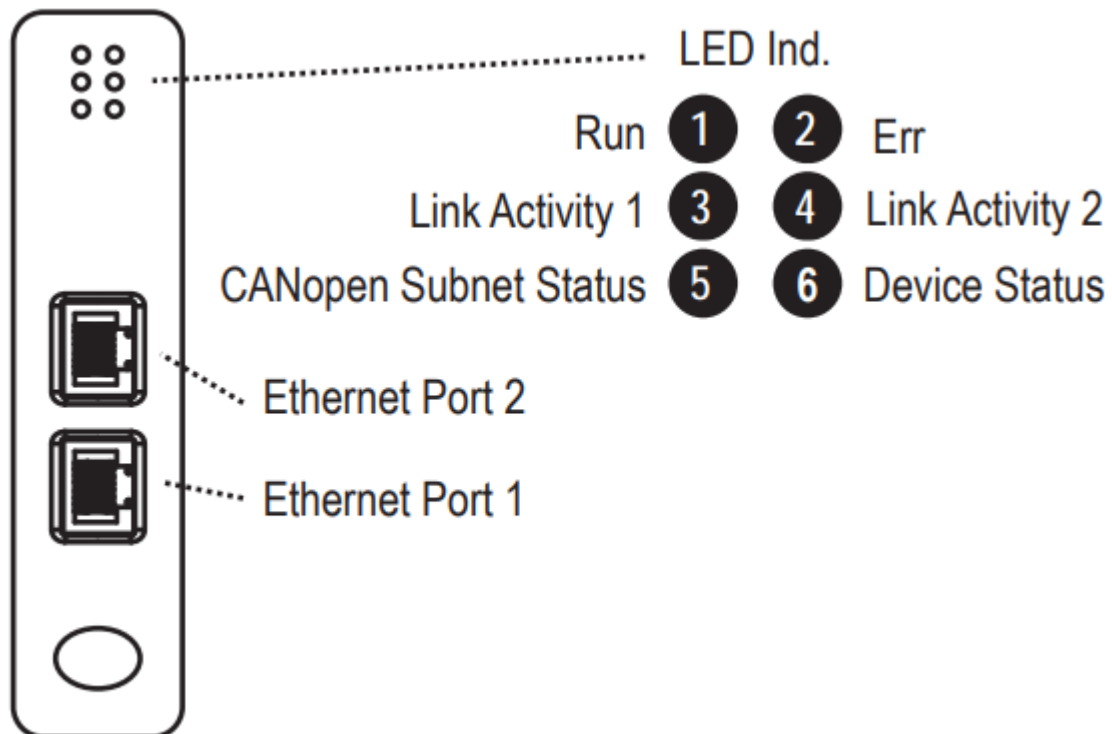 LED Ind.
Run 1 2 Err
Link Activity 1 3 4 Link Activity 2
CANopen Subnet Status 5 6 Device Status
Ethernet Port 2
Ethernet Port 1